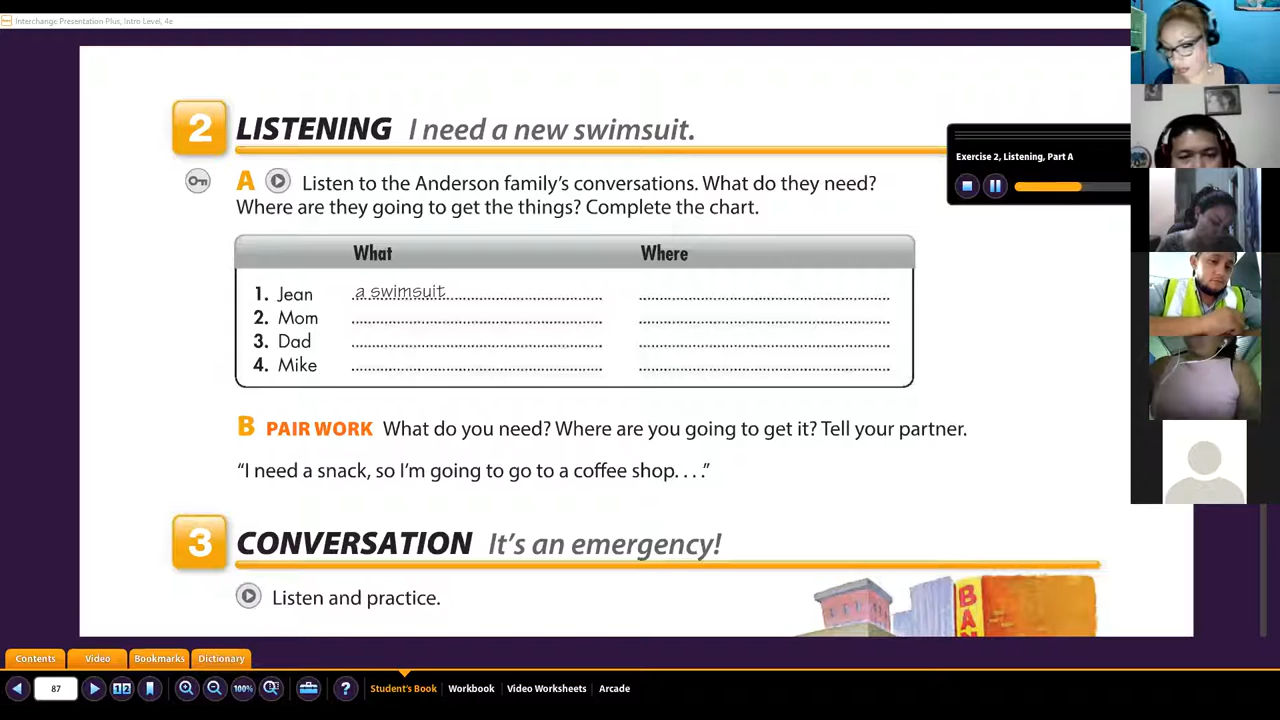 Interchange Presentation Plus, Intro Level, 4e
2 LISTENING I need a new swimsuit.
Exercise 2, Listening, Part A
A Listen to the Anderson family's conversations. What do they need?
Where are they going to get the things? Complete the chart.
What Where
1. Jean a swimsuit
2. Mom
3. Dad
4. Mike
B PAIR WORK What do you need? Where are you going to get it? Tell your partner.
"I need a snack, so I'm going to go to a coffee shop. . . ."
3 CONVERSATION It's an emergency!
Listen and practice.
BAN
Contents Video Bookmarks Dictionary
87 1 2 100% ? Student's Book Workbook Video Worksheets Arcade